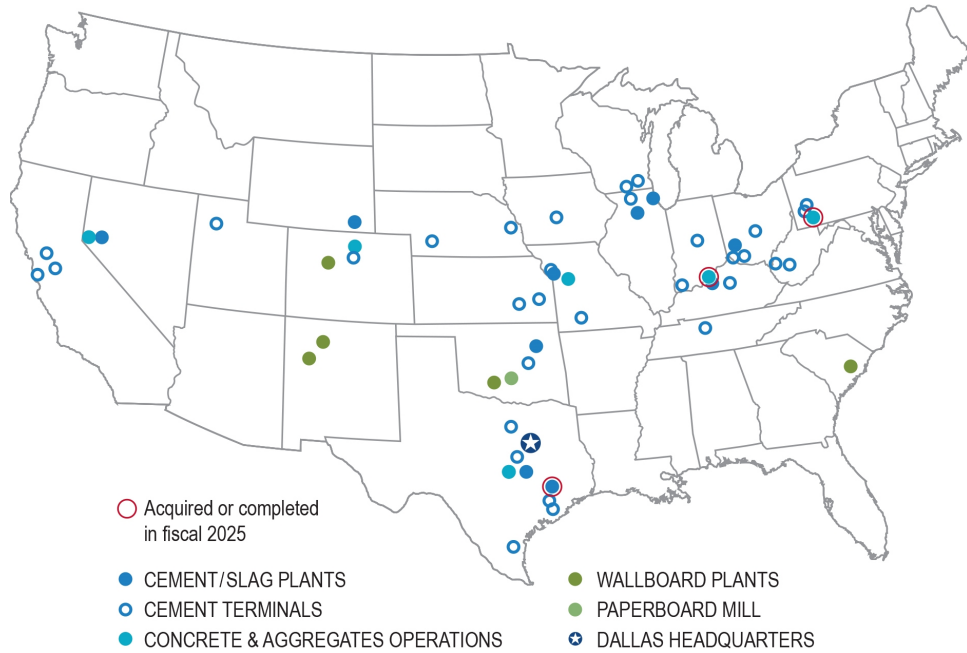 Acquired or completed
in fiscal 2025
CEMENT/SLAG PLANTS
CEMENT TERMINALS
CONCRETE & AGGREGATES OPERATIONS
WALLBOARD PLANTS
PAPERBOARD MILL
DALLAS HEADQUARTERS